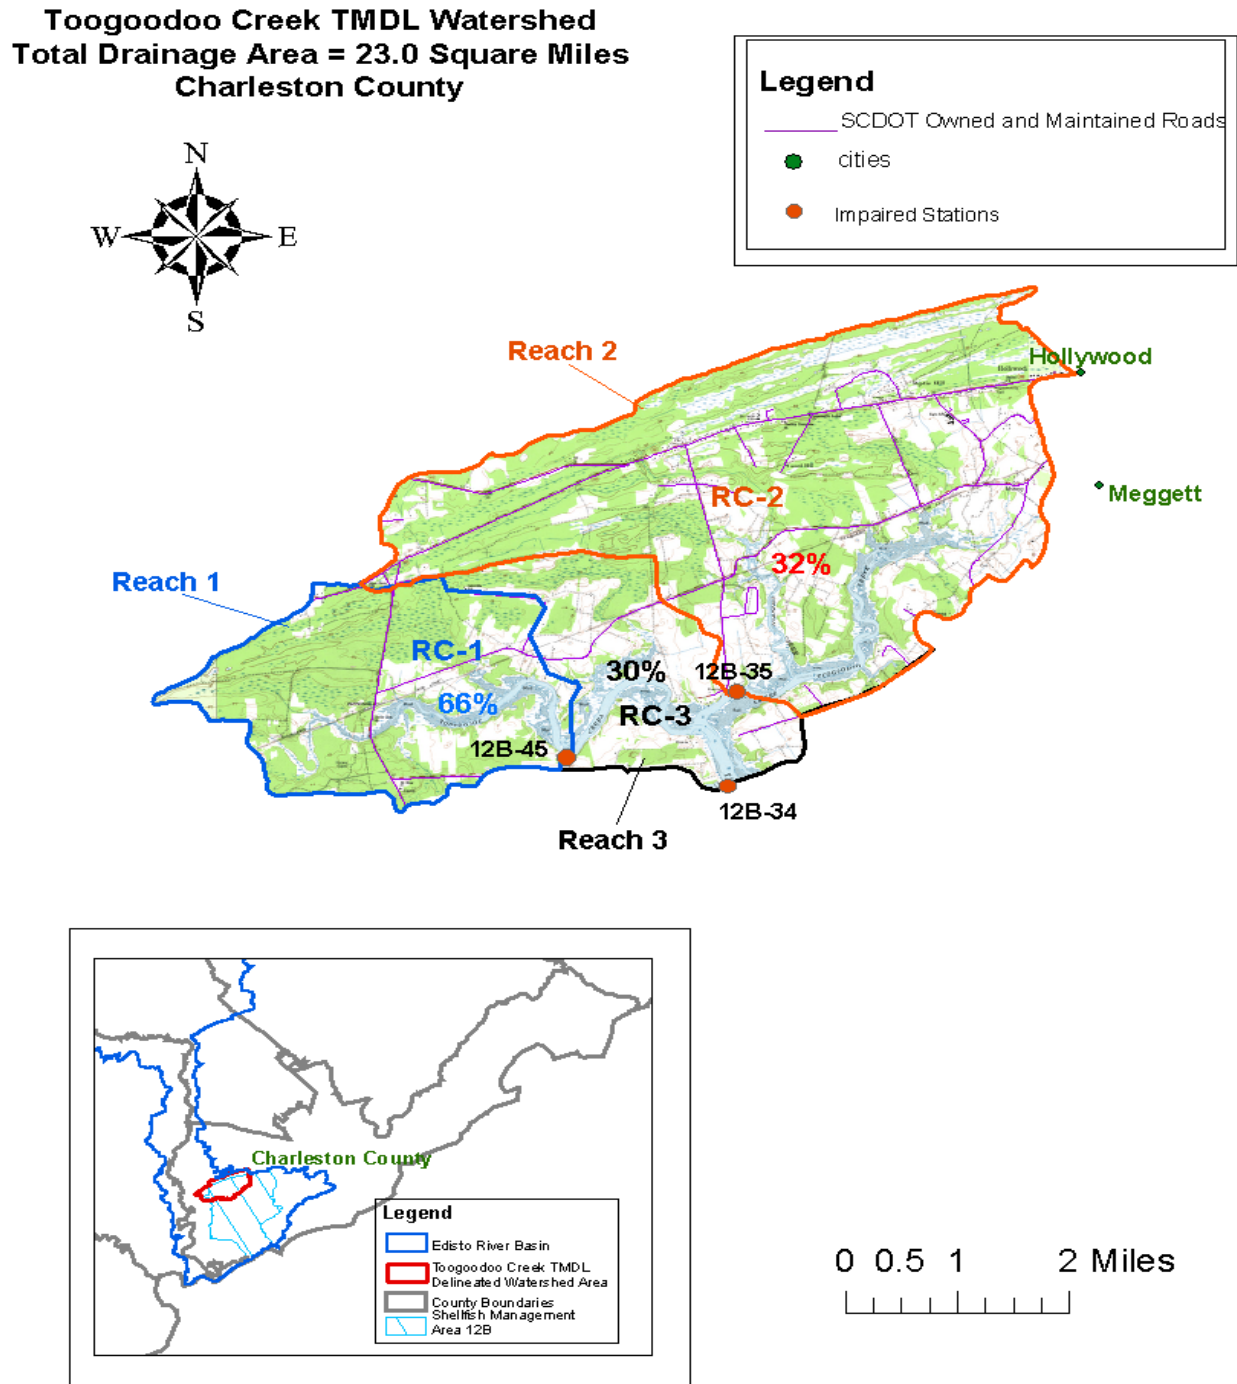 Toogoodoo Creek TMDL Watershed
Total Drainage Area = 23.0 Square Miles
Charleston County
Legend
SCDOT Owned and Maintained Roads
cities
Impaired Stations
N
W
E
S
Reach 2
Hollywood
RC-2
Meggett
Reach 1
32%
RC-1
30%
12B-35
66%
RC-3
12B-45
12B-34
Reach 3
Charleston County
Legend
Edisto River Basin
Toogoodoo Creek TMDL
Delineated Watershed Area
County Boundaries
Shellfish Management
Area 12B
0 0.5 1 2 Miles